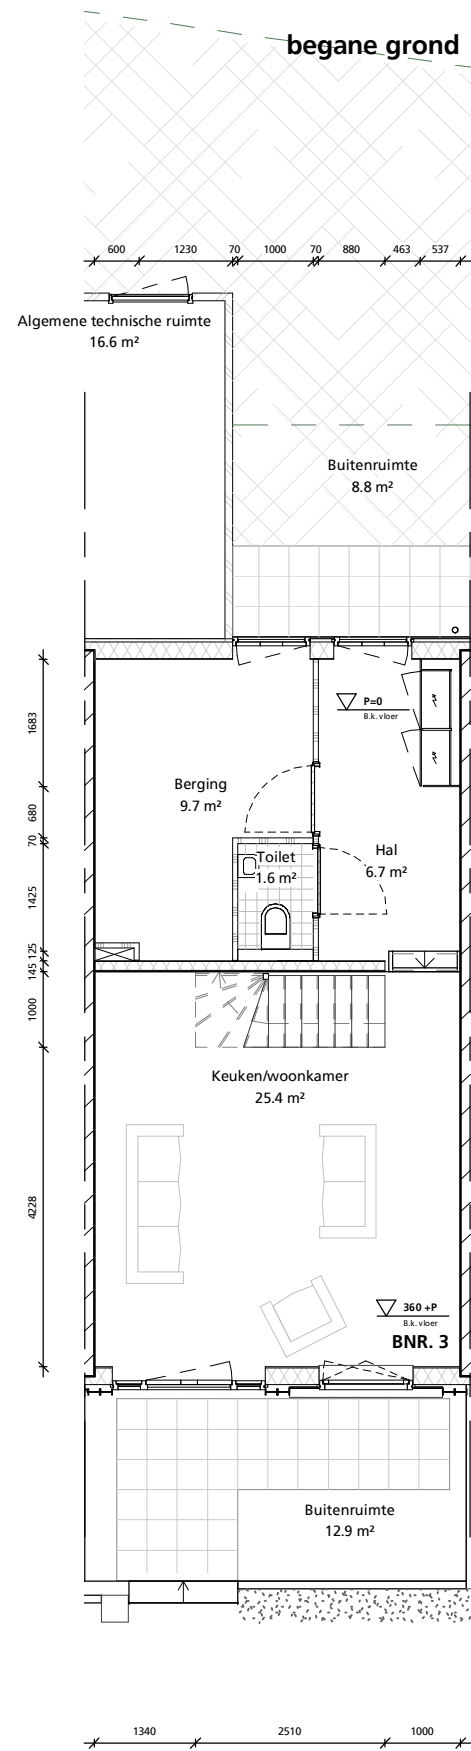 begane grond
600 1230 70 1000 70 880 463 537
Algemene technische ruimte
16.6 m²
Buitenruimte
8.8 m²
P=0
B.k. vloer
1683
Berging
9.7 m²
680
70
Toilet
1.6 m²
Hal
6.7 m²
1425
125
145
1000
Keuken/woonkamer
25.4 m²
4228
360 +P
B.k. vloer
BNR. 3
Buitenruimte
12.9 m²
1340 2510 1000